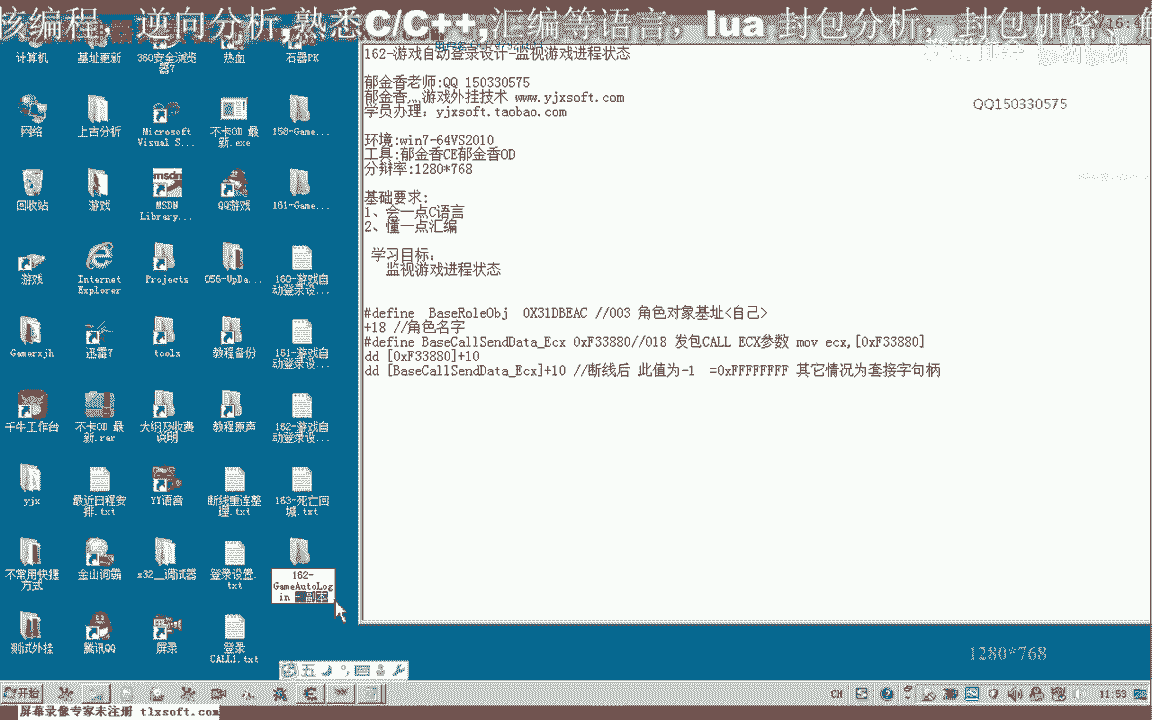 核编程，逆向分析,熟悉C/C++,汇编等语言；lua 封包分析，封包加密，解
162-游戏自动登录设计-监视游戏进程状态
郁金香老师:QQ 150330575
郁金香灬游戏外挂技术 www.yjxsoft.com
学员办理：yjxsoft.taobao.com
QQ150330575
环境:win7-64VS2010
工具:郁金香CE郁金香OD
分辩率:1280*768
基础要求:
1、会一点C语言
2、懂一点汇编
学习目标：
监视游戏进程状态
#define  BaseRoleObj  0X31DBEAC //003 角色对象基址<自己>
+18 //角色名字
#define BaseCallSendData_Ecx 0xF33880//018 发包CALL ECX参数 mov ecx,[0xF33880]
dd [0xF33880]+10
dd [BaseCallSendData_Ecx]+10 //断线后 此值为-1  =0xFFFFFFFF 其它情况为套接字句柄
计算机
基址更新
360安全浏览器7
热血
石器PK
网络
上古分析
Microsoft Visual S...
不卡OD 最新.exe
158-Game...
回收站
游戏
MSDN Library...
QQ游戏
161-Game...
游戏
Internet Explorer
Projects
055-UpDa...
160-游戏自动登录设...
Gamerxjh
迅雷7
tools
教程备份
161-游戏自动登录设...
千牛工作台
不卡OD 最新.rar
大纲及收费说明
教程原声
162-游戏自动登录设...
yjx
最近日程安排.txt
YY语音
断线重连整理.txt
163-死亡回城.txt
不常用快捷方式
金山词霸
x32__调试器
登录设置.txt
162-GameAutoLogin - 副本
测试外挂
腾讯QQ
屏录
登录CALL1.txt
1280*768
开始
CH
11:53
屏幕录像专家未注册 tlxsoft.com